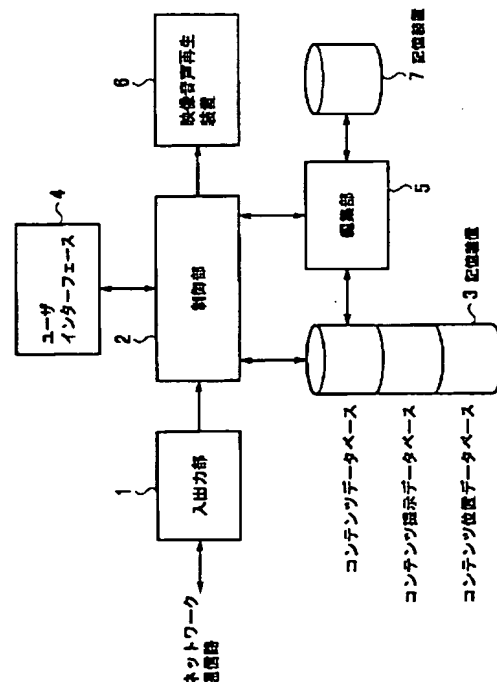 4
ユーザ
インターフェース
6
映像音声再生
装置
2
制御部
1
入出力部
ネットワーク
通信路
5
編集部
7 記憶装置
3 記憶装置
コンテンツデータベース
コンテンツ提示データベース
コンテンツ位置データベース